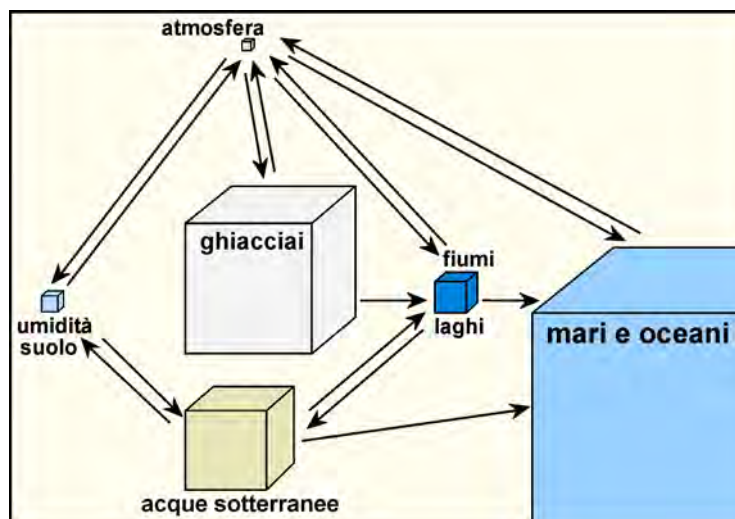 atmosfera
ghiacciai
fiumi
laghi
umidità
suolo
mari e oceani
acque sotterranee